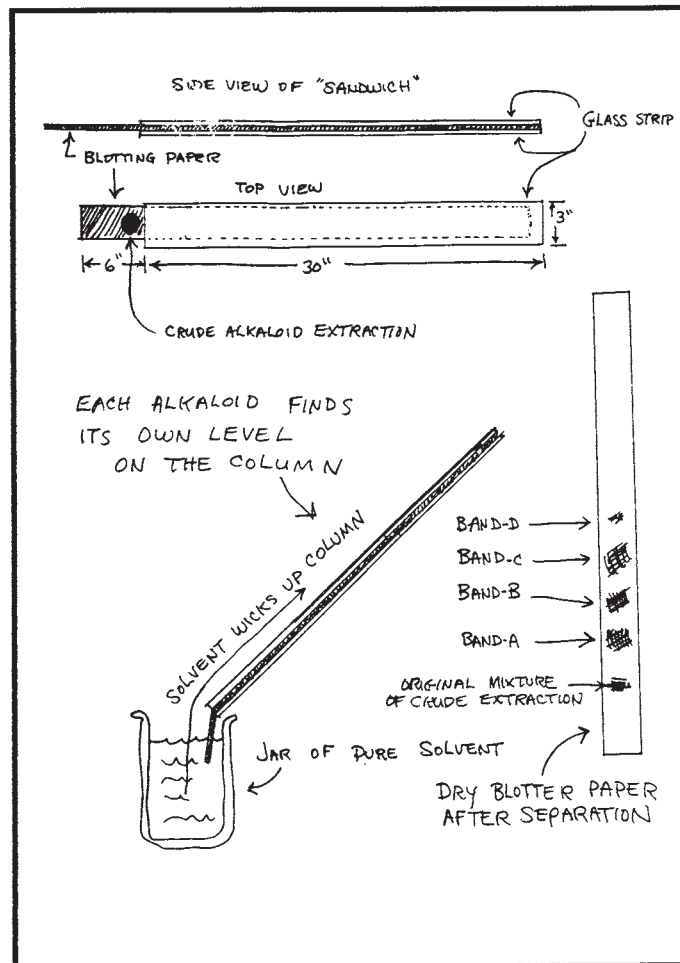 SIDE VIEW OF "SANDWICH"
GLASS STRIP
BLOTTING PAPER
TOP VIEW
3"
6"
30"
CRUDE ALKALOID EXTRACTION
EACH ALKALOID FINDS
ITS OWN LEVEL
ON THE COLUMN
SOLVENT WICKS UP COLUMN
BAND-D
BAND-C
BAND-B
BAND-A
ORIGINAL MIXTURE
OF CRUDE EXTRACTION
JAR OF PURE SOLVENT
DRY BLOTTER PAPER
AFTER SEPARATION